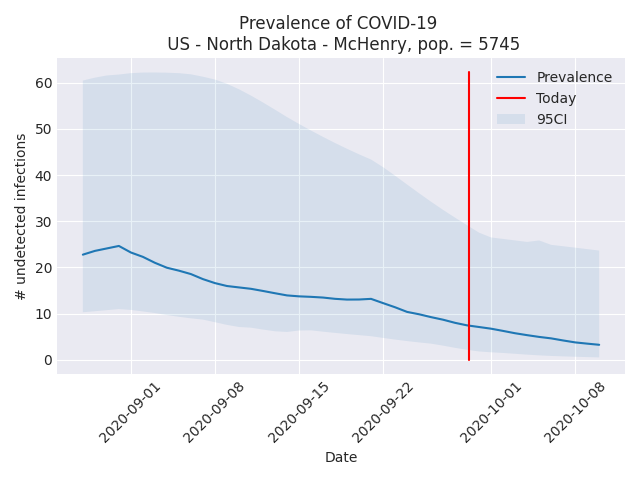 Prevalence of COVID-19
US - North Dakota - McHenry, pop. = 5745
Prevalence
Today
95CI
# undetected infections
60
50
40
30
20
10
0
2020-09-01
2020-09-08
2020-09-15
2020-09-22
2020-10-01
2020-10-08
Date